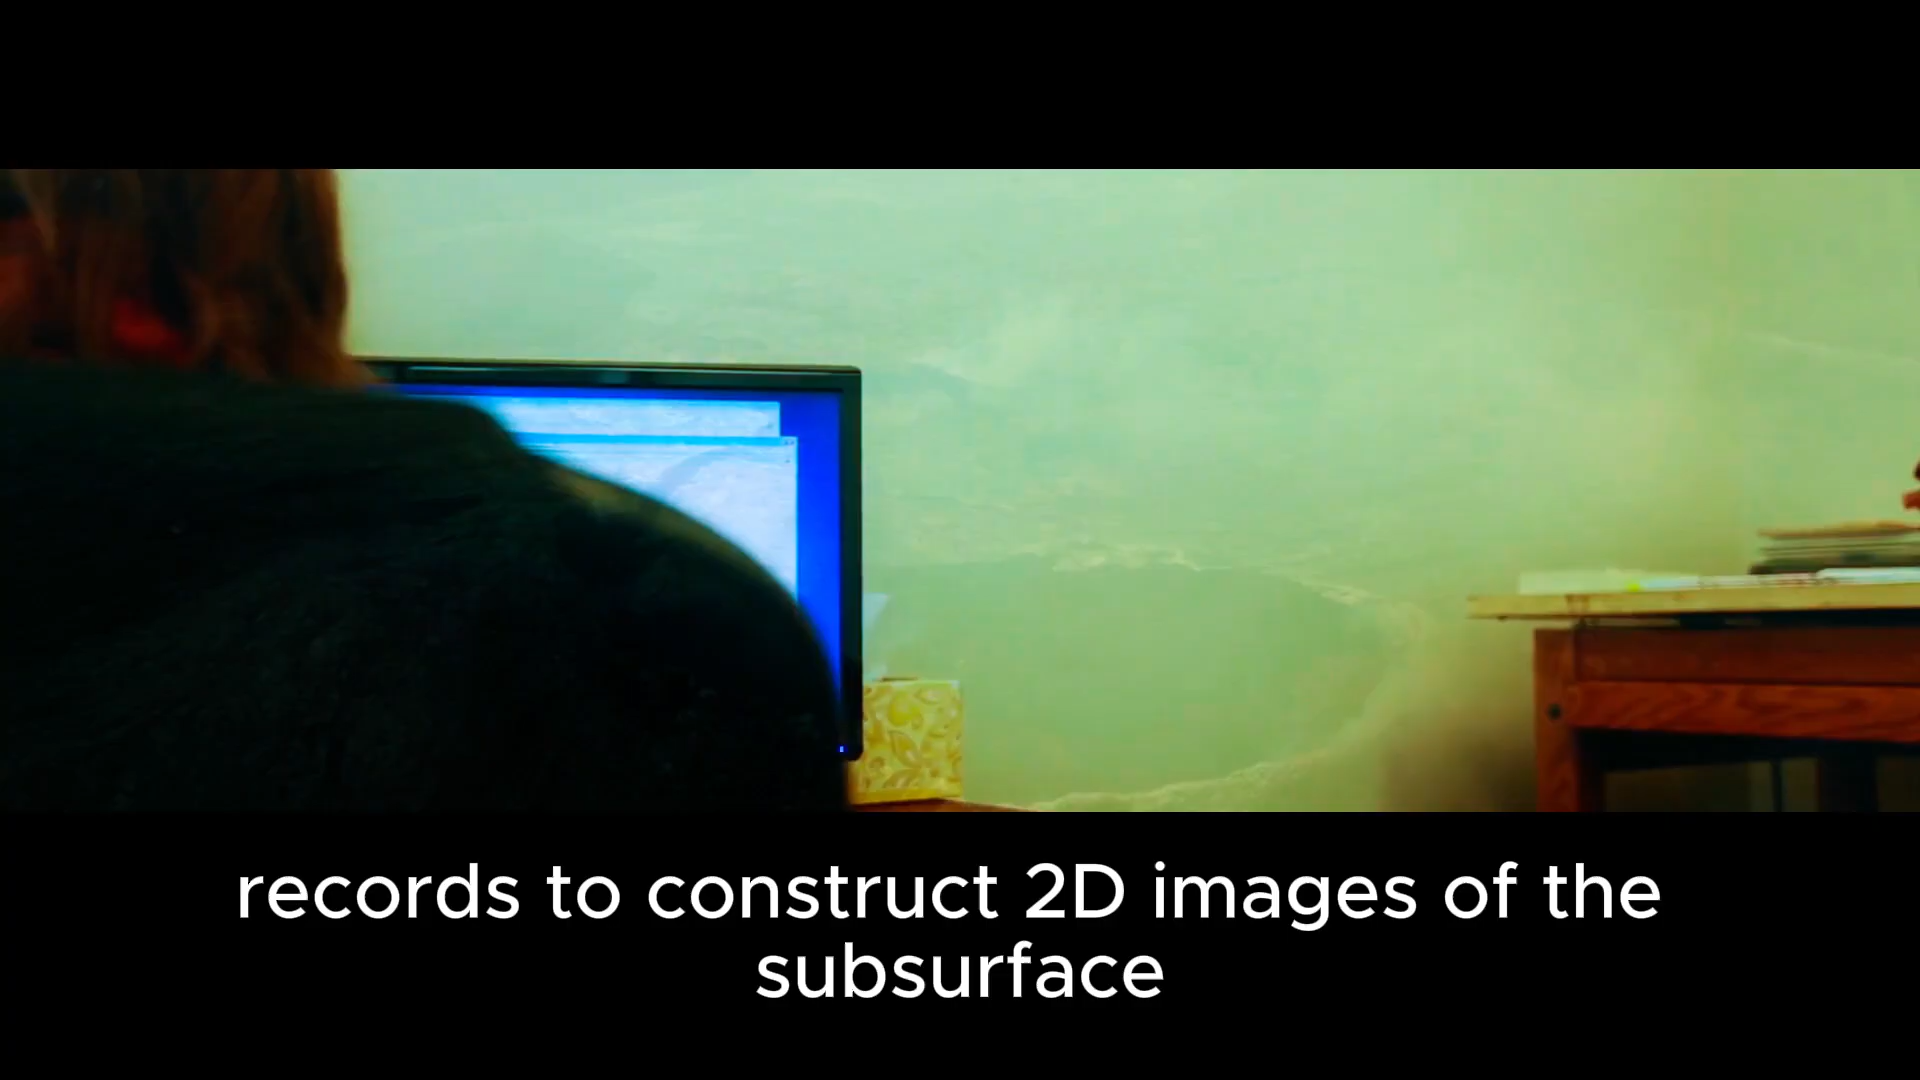 records to construct 2D images of the
subsurface